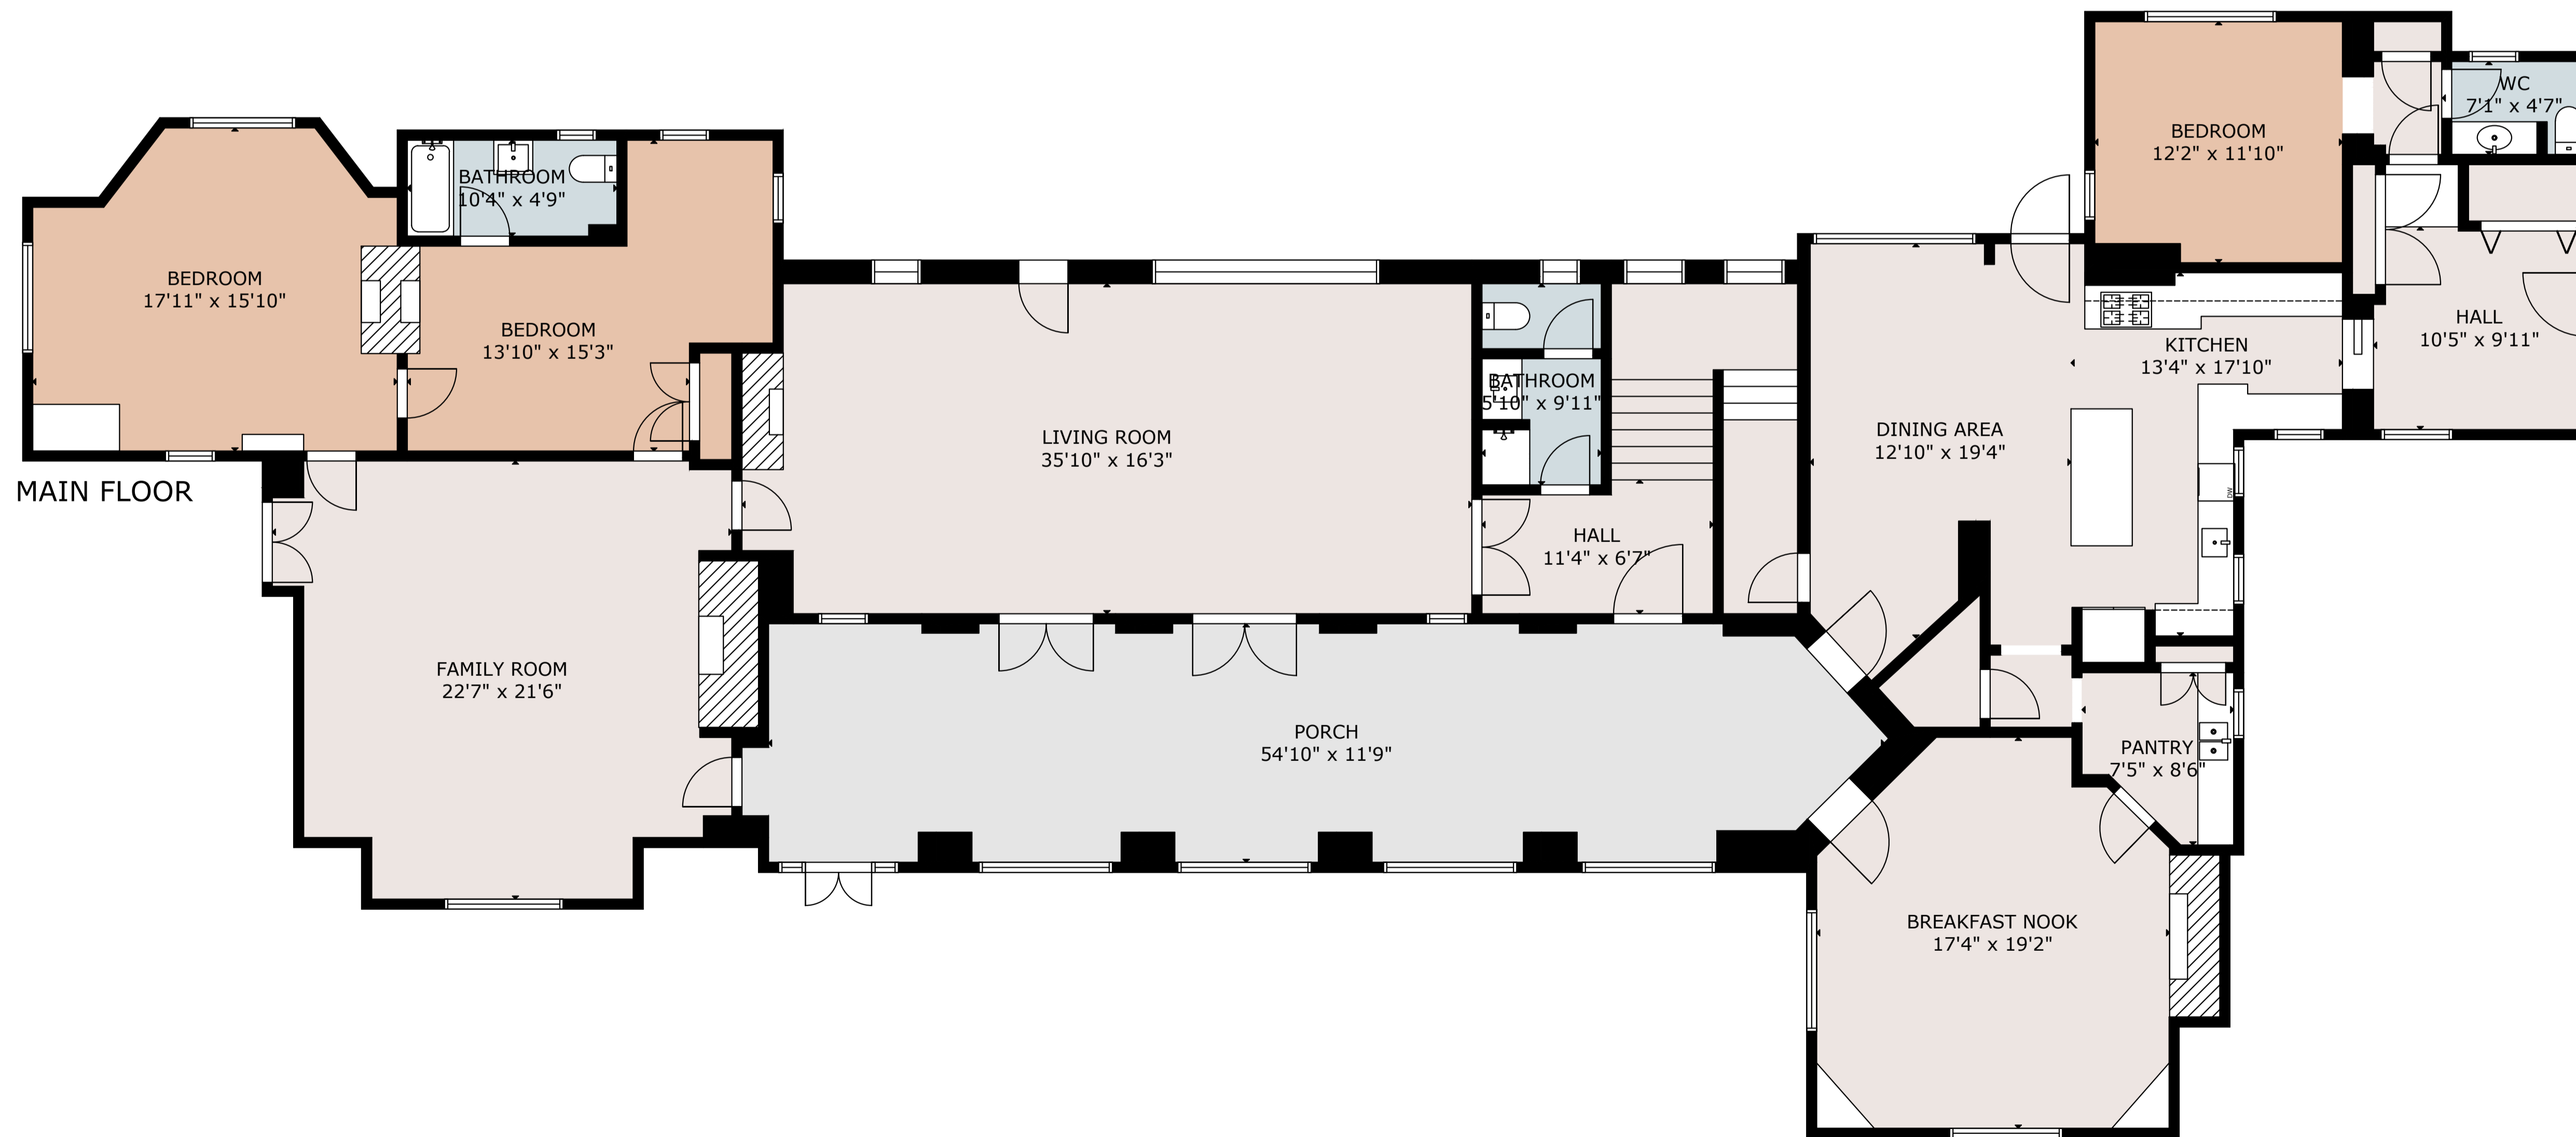 WC
7'1" x 4'7"
BEDROOM
12'2" x 11'10"
BATHROOM
10'4" x 4'9"
BEDROOM
17'11" x 15'10"
BEDROOM
13'10" x 15'3"
HALL
10'5" x 9'11"
KITCHEN
13'4" x 17'10"
BATHROOM
5'10" x 9'11"
LIVING ROOM
35'10" x 16'3"
DINING AREA
12'10" x 19'4"
MAIN FLOOR
DW
HALL
11'4" x 6'7"
FAMILY ROOM
22'7" x 21'6"
PORCH
54'10" x 11'9"
PANTRY
7'5" x 8'6"
BREAKFAST NOOK
17'4" x 19'2"